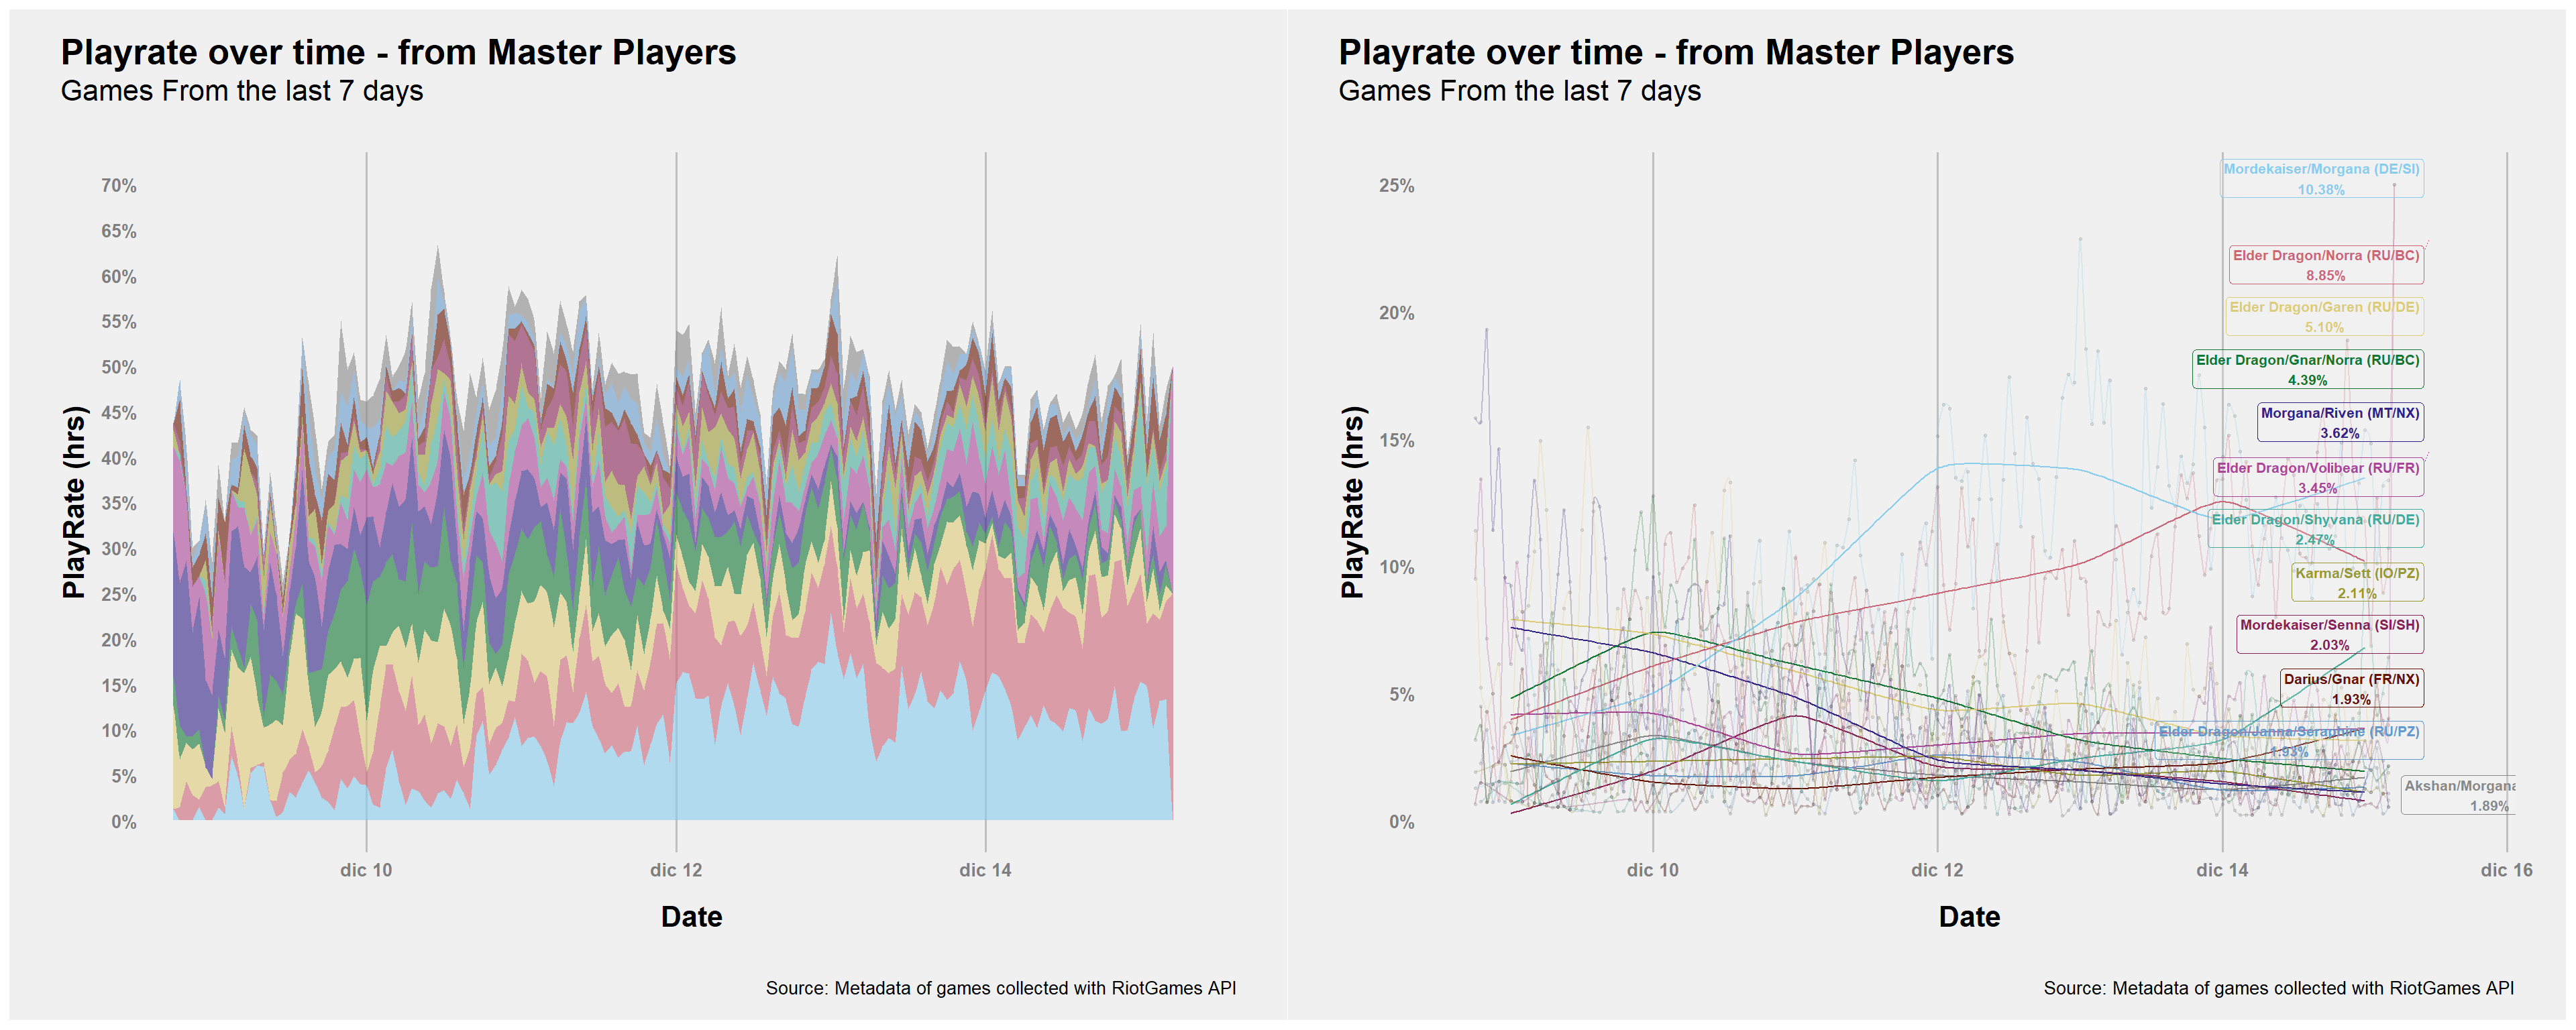 Playrate over time - from Master Players
Games From the last 7 days
PlayRate (hrs)
70%
65%
60%
55%
50%
45%
40%
35%
30%
25%
20%
15%
10%
5%
0%
dic 10
dic 12
dic 14
Date
Source: Metadata of games collected with RiotGames API
Playrate over time - from Master Players
Games From the last 7 days
PlayRate (hrs)
25%
20%
15%
10%
5%
0%
Mordekaiser/Morgana (DE/SI)
10.38%
Elder Dragon/Norra (RU/BC)
8.85%
Elder Dragon/Garen (RU/DE)
5.10%
Elder Dragon/Gnar/Norra (RU/BC)
4.39%
Morgana/Riven (MT/NX)
3.62%
Elder Dragon/Volibear (RU/FR)
3.45%
Elder Dragon/Shyvana (RU/DE)
2.47%
Karma/Sett (IO/PZ)
2.11%
Mordekaiser/Senna (SI/SH)
2.03%
Darius/Gnar (FR/NX)
1.93%
Elder Dragon/Janna/Seraphine (RU/PZ)
1.93%
Akshan/Morgana
1.89%
dic 10
dic 12
dic 14
dic 16
Date
Source: Metadata of games collected with RiotGames API